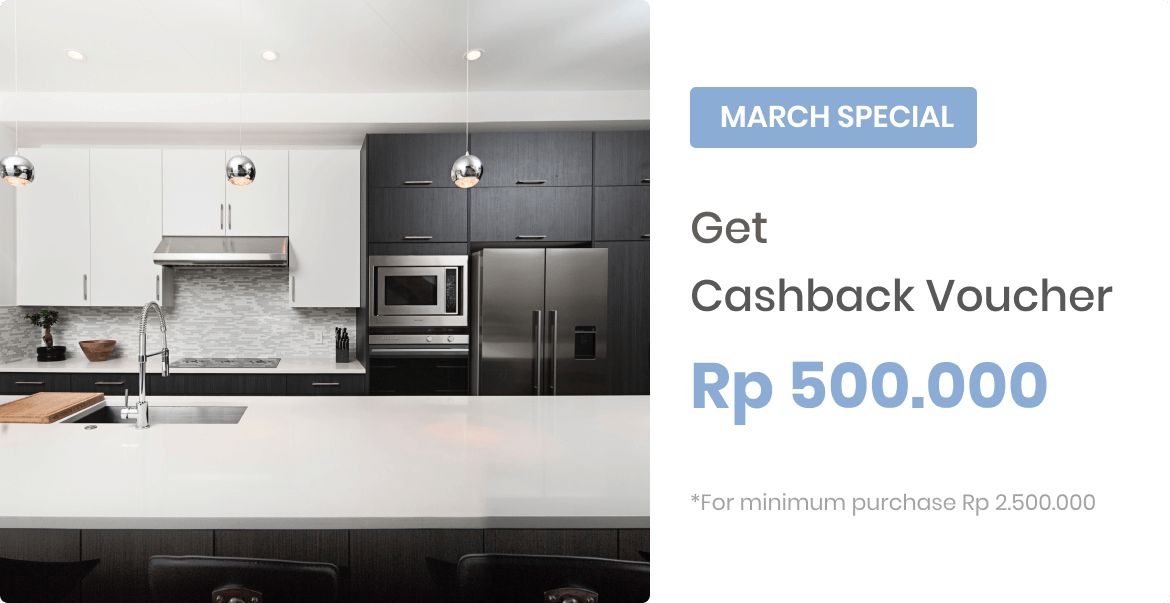 MARCH SPECIAL
Get
Cashback Voucher
Rp 500.000
*For minimum purchase Rp 2.500.000